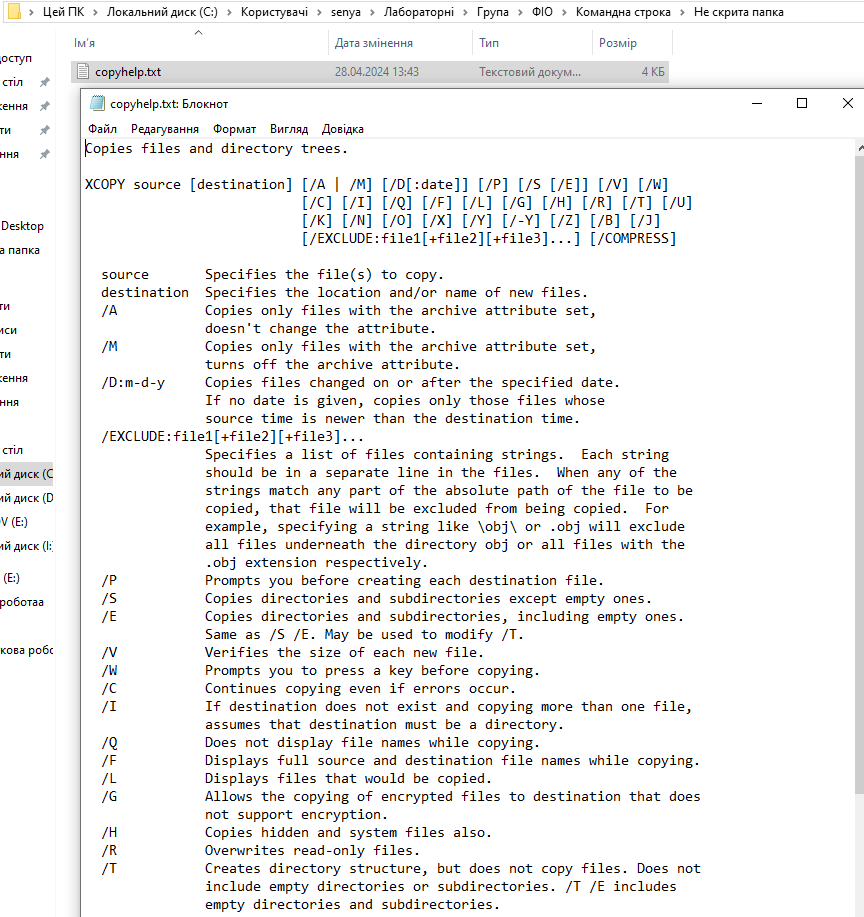 Цей ПК > Локальний диск (C:) > Користувачі > senya > Лабораторні > Група > ФІО > Командна строка > Не скрита папка
Ім'я Дата змінення Тип Розмір
copyhelp.txt 28.04.2024 13:43 Текстовий докум... 4 КБ
стіл
Desktop
а папка
стіл
ий диск (C
ий диск (D
V (E:)
ий диск (I:
(E:)
роботаа
кова робо
copyhelp.txt: Блокнот
Файл Редагування Формат Вигляд Довідка
Copies files and directory trees.
XCOPY source [destination] [/A | /M] [/D[:date]] [/P] [/S [/E]] [/V] [/W]
[/C] [/I] [/Q] [/F] [/L] [/G] [/H] [/R] [/T] [/U]
[/K] [/N] [/O] [/X] [/Y] [/-Y] [/Z] [/B] [/J]
[/EXCLUDE:file1[+file2][+file3]...] [/COMPRESS]
source Specifies the file(s) to copy.
destination Specifies the location and/or name of new files.
/A Copies only files with the archive attribute set,
doesn't change the attribute.
/M Copies only files with the archive attribute set,
turns off the archive attribute.
/D:m-d-y Copies files changed on or after the specified date.
If no date is given, copies only those files whose
source time is newer than the destination time.
/EXCLUDE:file1[+file2][+file3]...
Specifies a list of files containing strings.  Each string
should be in a separate line in the files.  When any of the
strings match any part of the absolute path of the file to be
copied, that file will be excluded from being copied.  For
example, specifying a string like \obj\ or .obj will exclude
all files underneath the directory obj or all files with the
.obj extension respectively.
/P Prompts you before creating each destination file.
/S Copies directories and subdirectories except empty ones.
/E Copies directories and subdirectories, including empty ones.
Same as /S /E. May be used to modify /T.
/V Verifies the size of each new file.
/W Prompts you to press a key before copying.
/C Continues copying even if errors occur.
/I If destination does not exist and copying more than one file,
assumes that destination must be a directory.
/Q Does not display file names while copying.
/F Displays full source and destination file names while copying.
/L Displays files that would be copied.
/G Allows the copying of encrypted files to destination that does
not support encryption.
/H Copies hidden and system files also.
/R Overwrites read-only files.
/T Creates directory structure, but does not copy files. Does not
include empty directories or subdirectories. /T /E includes
empty directories and subdirectories.